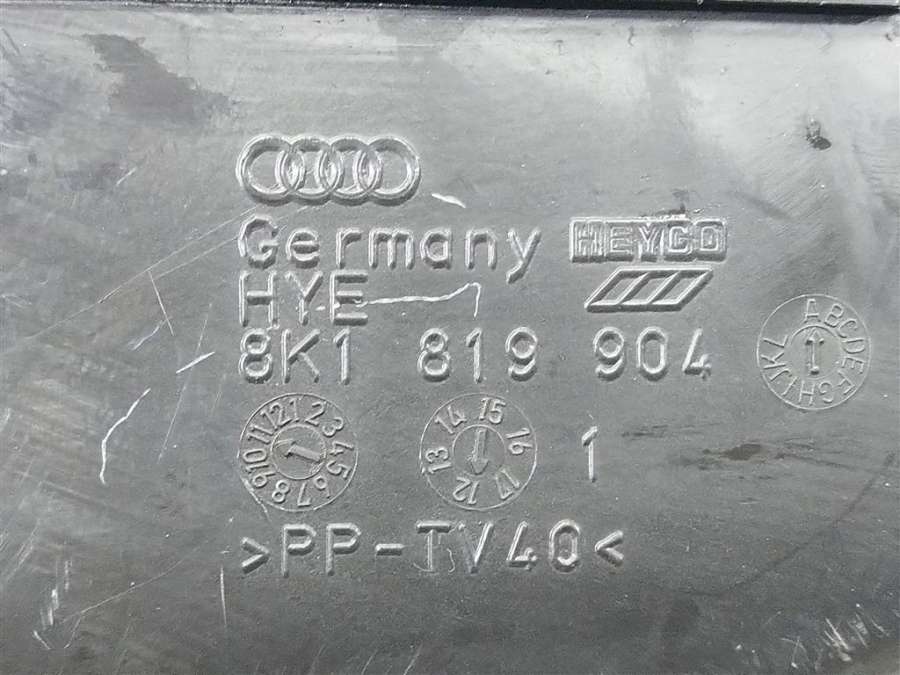 Germany HEYCO
HYE
8K1 819 904
ABCDEFGHIJKL
1 2 3 4 5 6 7 8 9 10 11 12
12 13 14 15 16 17
1
>PP-TV40<